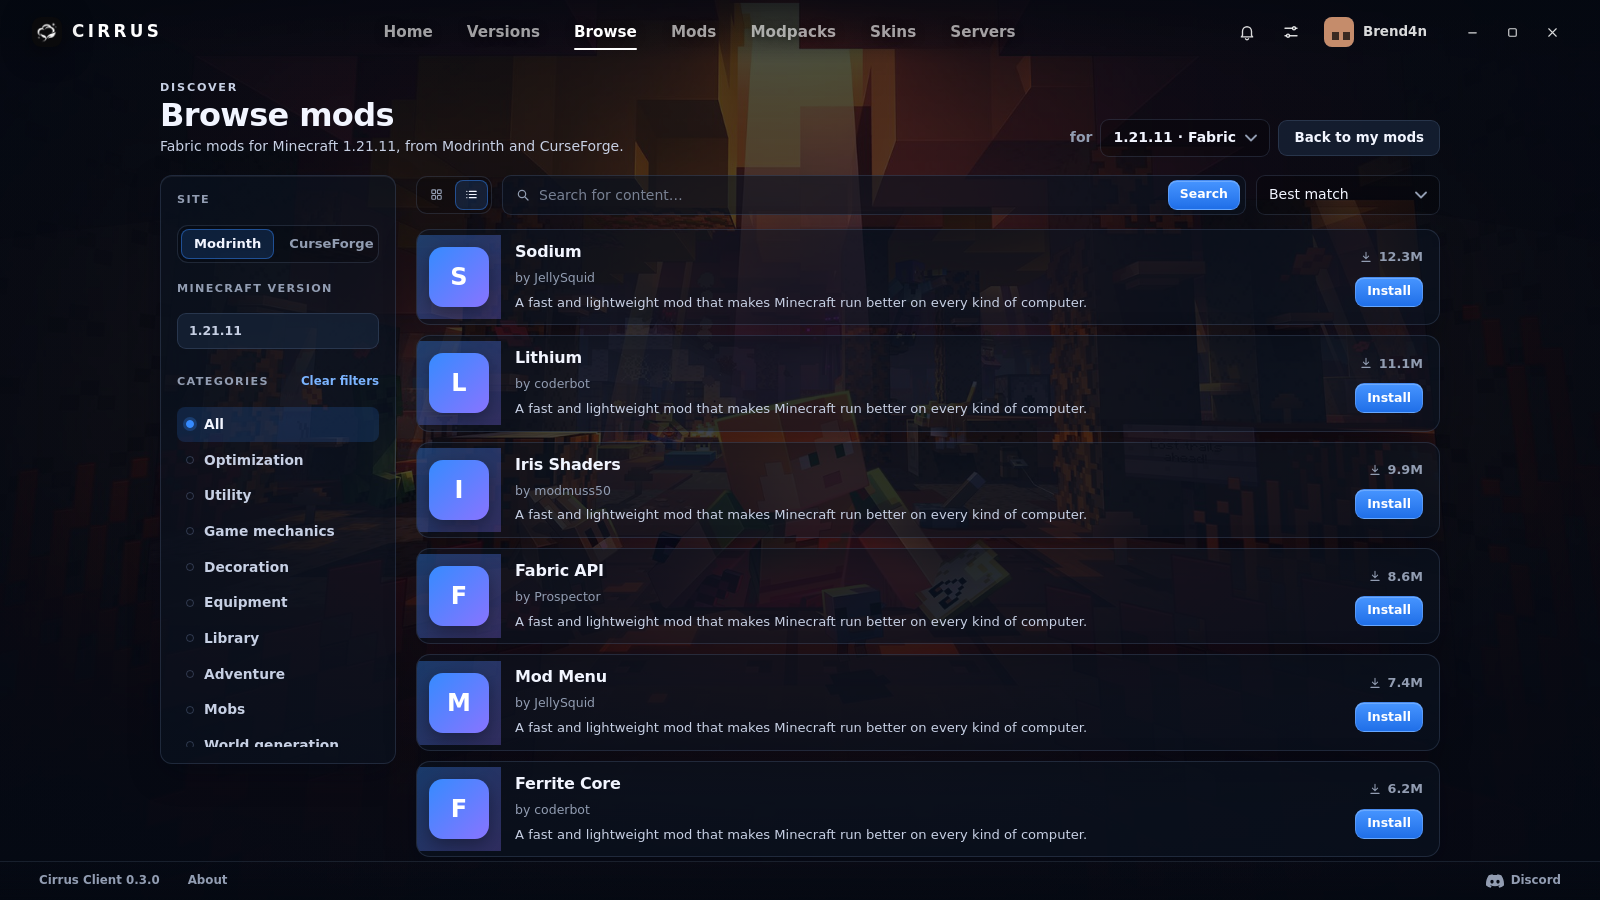 CIRRUS
Home Versions Browse Mods Modpacks Skins Servers
Brend4n
DISCOVER
Browse mods
Fabric mods for Minecraft 1.21.11, from Modrinth and CurseForge.
for 1.21.11 · Fabric Back to my mods
SITE
Modrinth CurseForge
MINECRAFT VERSION
1.21.11
CATEGORIES Clear filters
All
Optimization
Utility
Game mechanics
Decoration
Equipment
Library
Adventure
Mobs
World generation
Search for content... Search Best match
S
Sodium
by JellySquid
A fast and lightweight mod that makes Minecraft run better on every kind of computer.
12.3M
Install
L
Lithium
by coderbot
A fast and lightweight mod that makes Minecraft run better on every kind of computer.
11.1M
Install
I
Iris Shaders
by modmuss50
A fast and lightweight mod that makes Minecraft run better on every kind of computer.
9.9M
Install
F
Fabric API
by Prospector
A fast and lightweight mod that makes Minecraft run better on every kind of computer.
8.6M
Install
M
Mod Menu
by JellySquid
A fast and lightweight mod that makes Minecraft run better on every kind of computer.
7.4M
Install
F
Ferrite Core
by coderbot
A fast and lightweight mod that makes Minecraft run better on every kind of computer.
6.2M
Install
Cirrus Client 0.3.0 About Discord